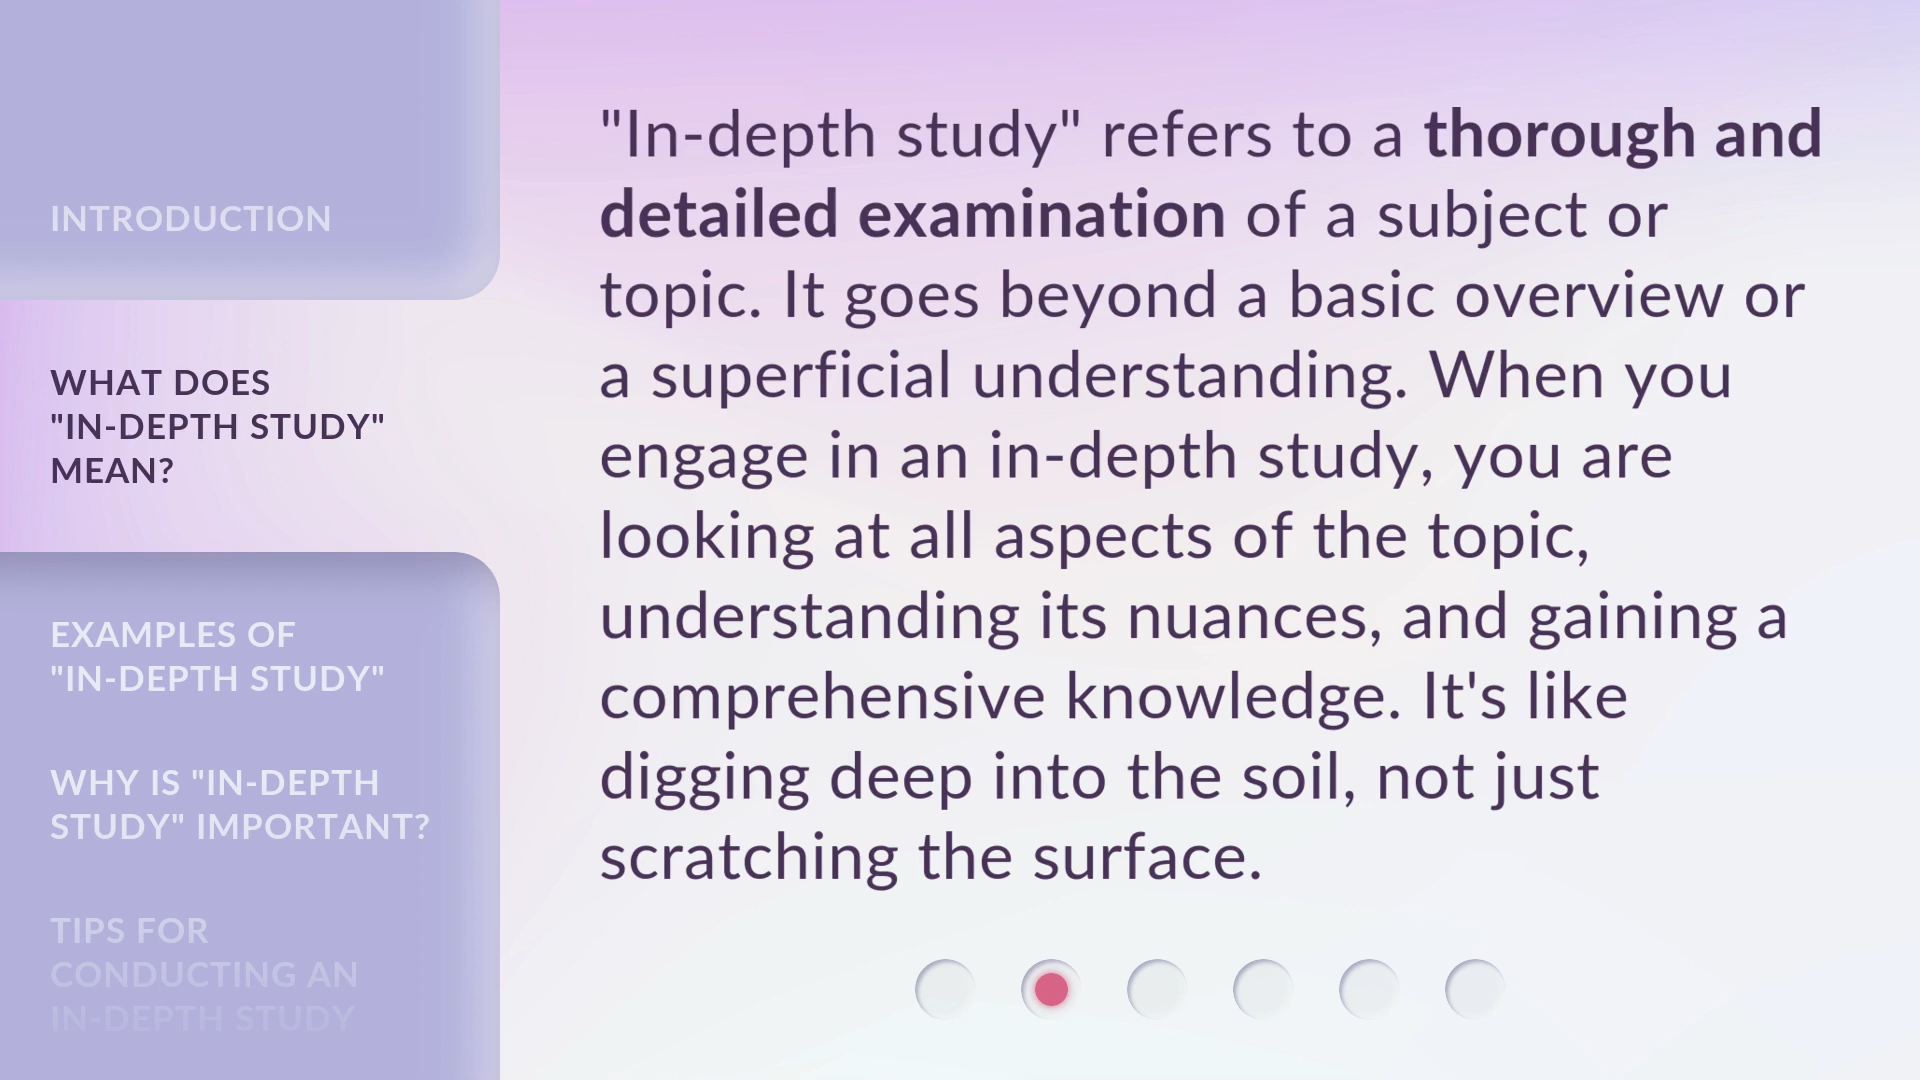 INTRODUCTION
WHAT DOES
"IN-DEPTH STUDY"
MEAN?
EXAMPLES OF
"IN-DEPTH STUDY"
WHY IS "IN-DEPTH
STUDY" IMPORTANT?
TIPS FOR
CONDUCTING AN
IN-DEPTH STUDY
"In-depth study" refers to a thorough and
detailed examination of a subject or
topic. It goes beyond a basic overview or
a superficial understanding. When you
engage in an in-depth study, you are
looking at all aspects of the topic,
understanding its nuances, and gaining a
comprehensive knowledge. It's like
digging deep into the soil, not just
scratching the surface.